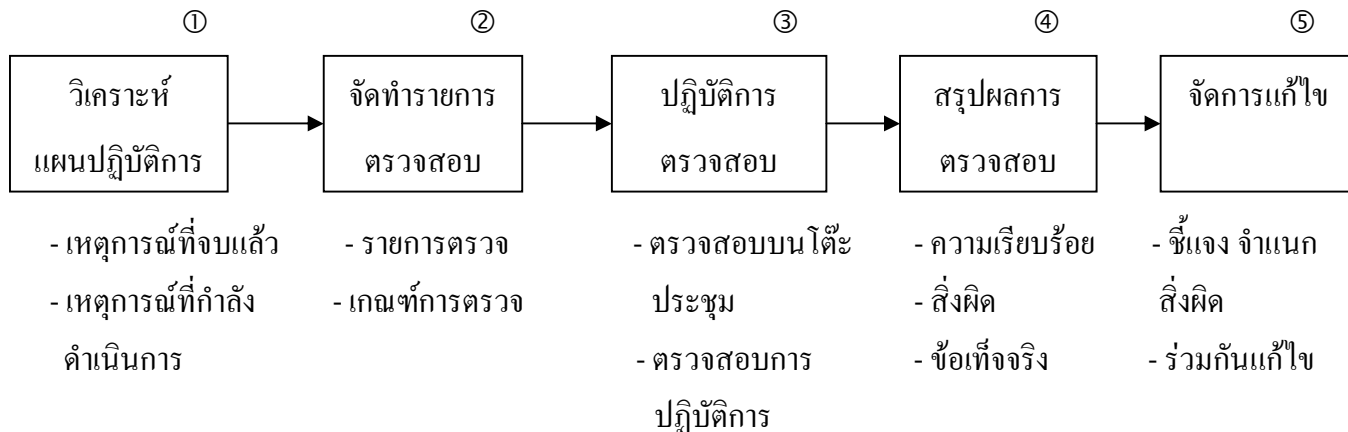 ①
วิเคราะห์
แผนปฏิบัติการ
- เหตุการณ์ที่จบแล้ว
- เหตุการณ์ที่กำลัง
ดำเนินการ
②
จัดทำรายการ
ตรวจสอบ
- รายการตรวจ
- เกณฑ์การตรวจ
③
ปฏิบัติการ
ตรวจสอบ
- ตรวจสอบบนโต๊ะ
ประชุม
- ตรวจสอบการ
ปฏิบัติการ
④
สรุปผลการ
ตรวจสอบ
- ความเรียบร้อย
- สิ่งผิด
- ข้อเท็จจริง
⑤
จัดการแก้ไข
- ชี้แจง จำแนก
สิ่งผิด
- ร่วมกันแก้ไข